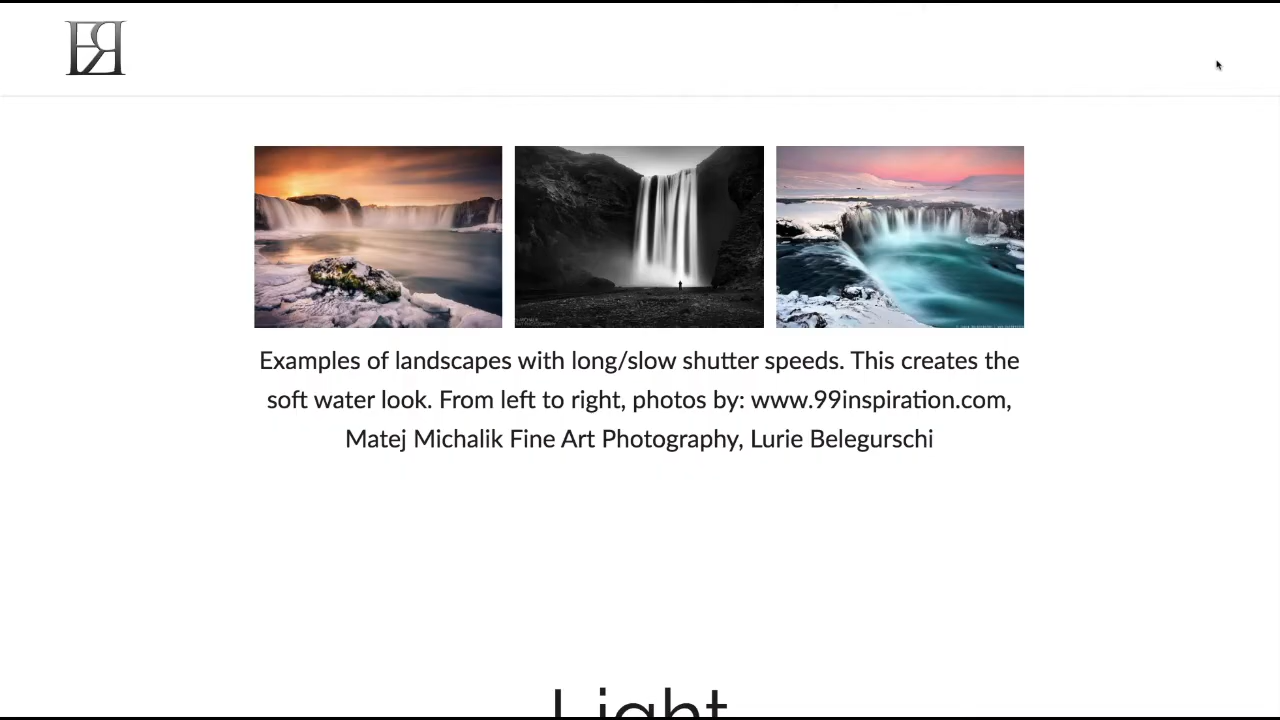 Examples of landscapes with long/slow shutter speeds. This creates the
soft water look. From left to right, photos by: www.99inspiration.com,
Matej Michalik Fine Art Photography, Lurie Belegurschi
Light